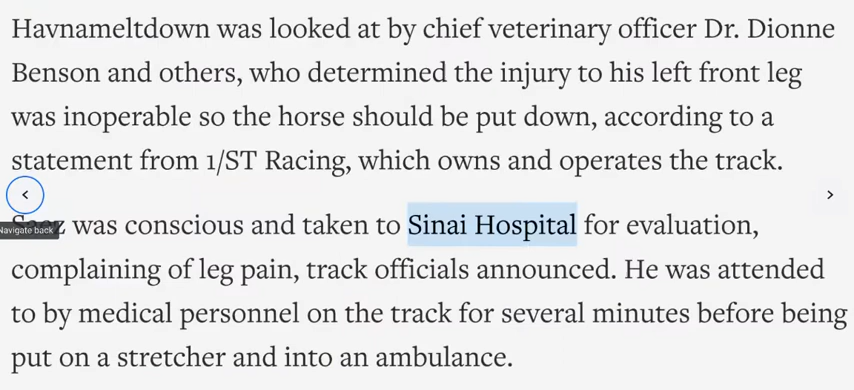 Havnameltdown was looked at by chief veterinary officer Dr. Dionne
Benson and others, who determined the injury to his left front leg
was inoperable so the horse should be put down, according to a
statement from 1/ST Racing, which owns and operates the track.
Saez was conscious and taken to Sinai Hospital for evaluation,
Navigate back
complaining of leg pain, track officials announced. He was attended
to by medical personnel on the track for several minutes before being
put on a stretcher and into an ambulance.